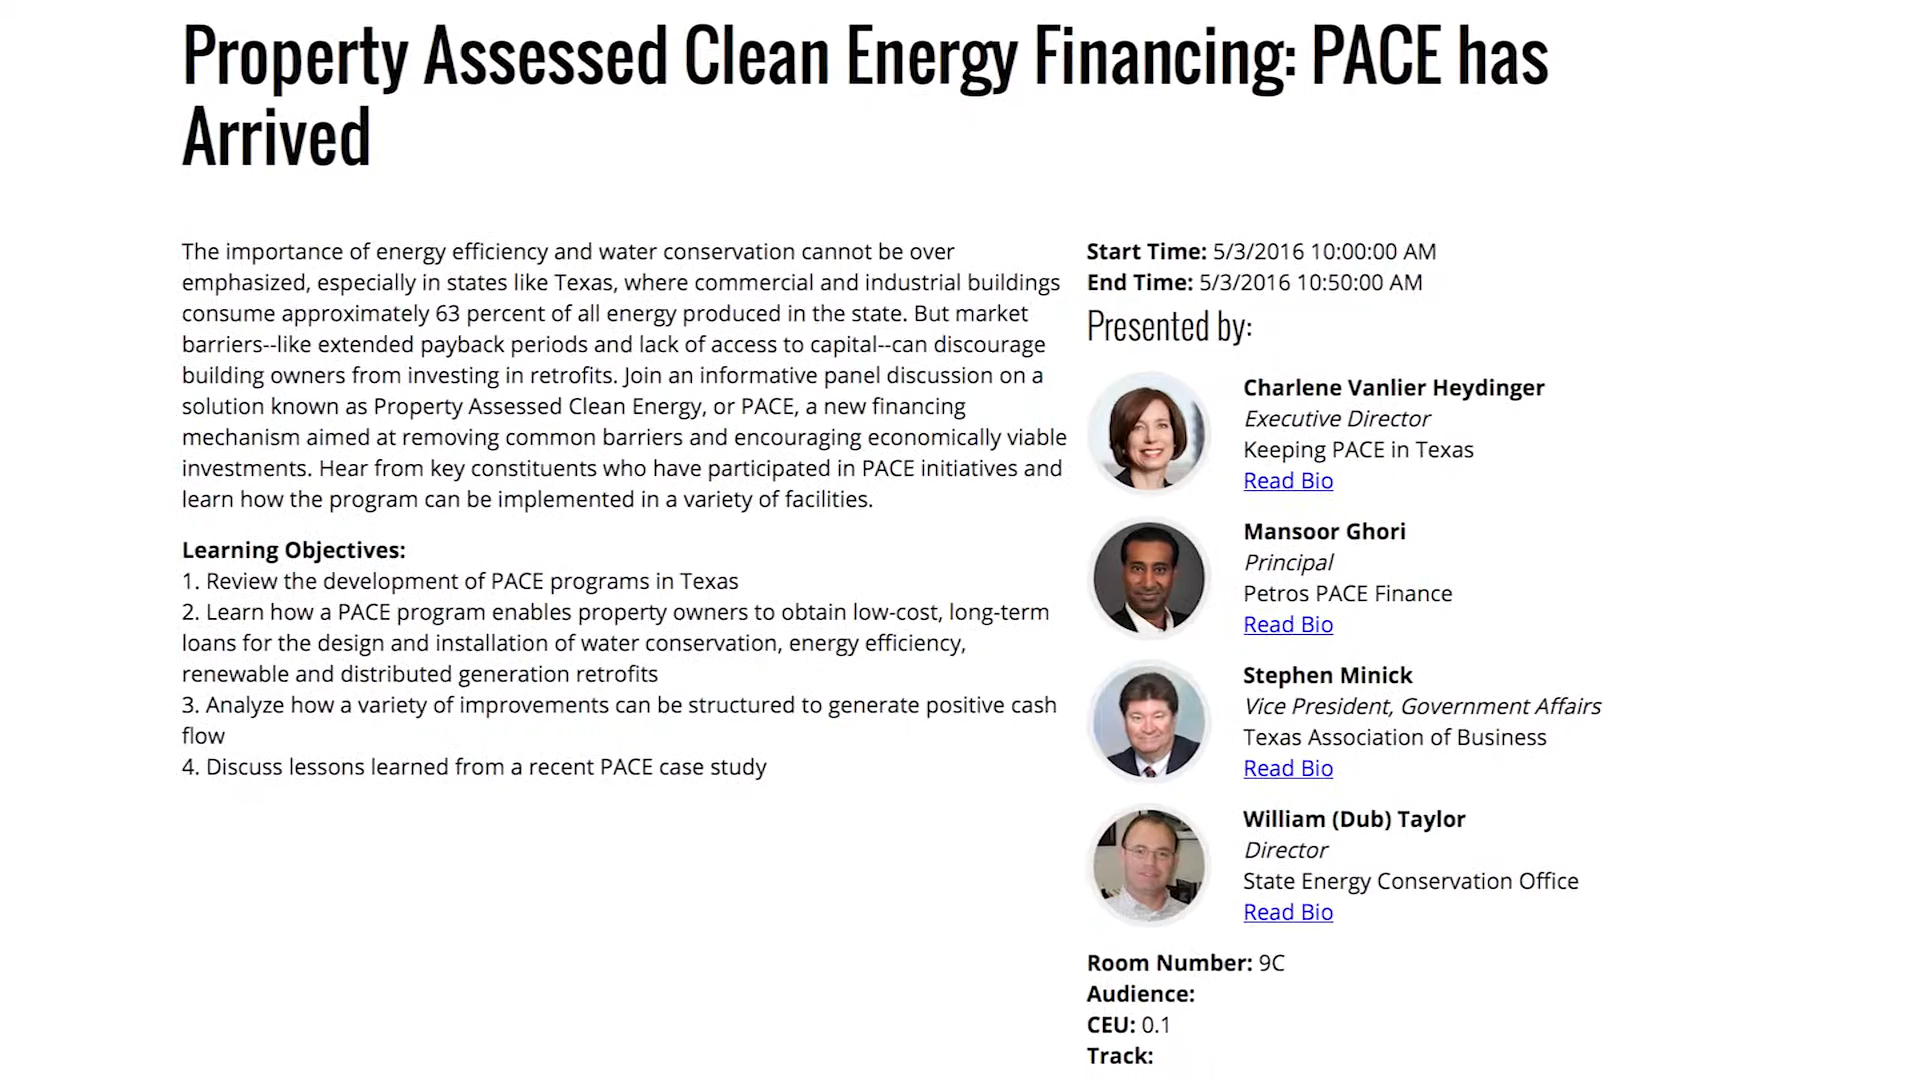 Property Assessed Clean Energy Financing: PACE has
Arrived
The importance of energy efficiency and water conservation cannot be over
emphasized, especially in states like Texas, where commercial and industrial buildings
consume approximately 63 percent of all energy produced in the state. But market
barriers--like extended payback periods and lack of access to capital--can discourage
building owners from investing in retrofits. Join an informative panel discussion on a
solution known as Property Assessed Clean Energy, or PACE, a new financing
mechanism aimed at removing common barriers and encouraging economically viable
investments. Hear from key constituents who have participated in PACE initiatives and
learn how the program can be implemented in a variety of facilities.
Learning Objectives:
1. Review the development of PACE programs in Texas
2. Learn how a PACE program enables property owners to obtain low-cost, long-term
loans for the design and installation of water conservation, energy efficiency,
renewable and distributed generation retrofits
3. Analyze how a variety of improvements can be structured to generate positive cash
flow
4. Discuss lessons learned from a recent PACE case study
Start Time: 5/3/2016 10:00:00 AM
End Time: 5/3/2016 10:50:00 AM
Presented by:
Charlene Vanlier Heydinger
Executive Director
Keeping PACE in Texas
Read Bio
Mansoor Ghori
Principal
Petros PACE Finance
Read Bio
Stephen Minick
Vice President, Government Affairs
Texas Association of Business
Read Bio
William (Dub) Taylor
Director
State Energy Conservation Office
Read Bio
Room Number: 9C
Audience:
CEU: 0.1
Track: